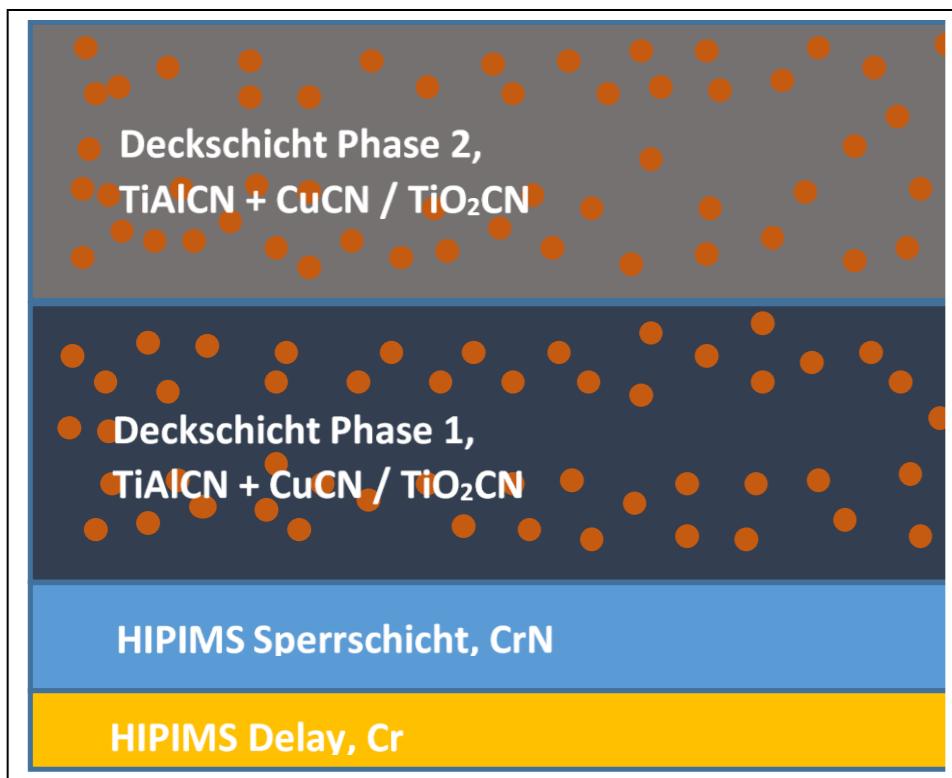 Deckschicht Phase 2,
TiAlCN + CuCN / TiO₂CN
Deckschicht Phase 1,
TiAlCN + CuCN / TiO₂CN
HIPIMS Sperrschicht, CrN
HIPIMS Delay, Cr